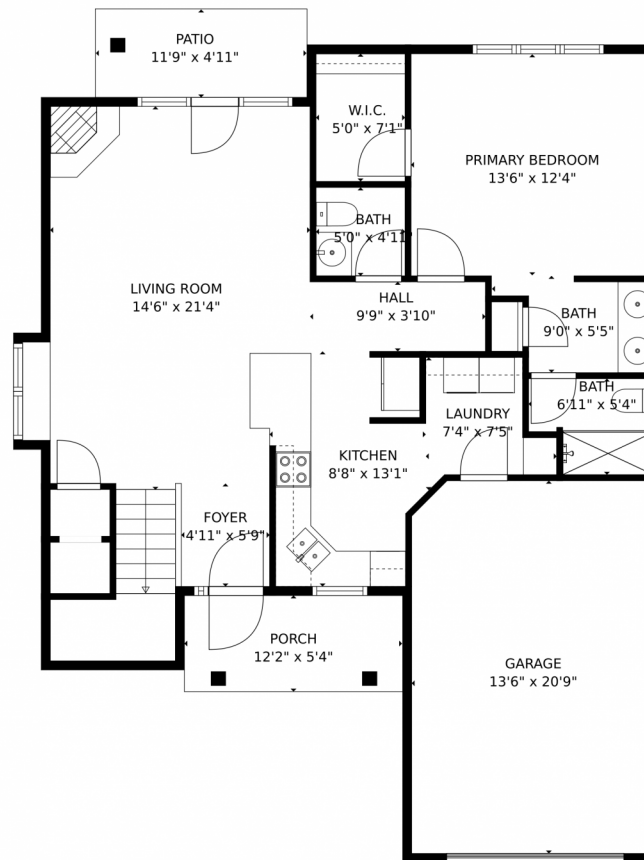 PATIO
11'9" x 4'11"
W.I.C.
5'0" x 7'1"
PRIMARY BEDROOM
13'6" x 12'4"
BATH
5'0" x 4'11"
LIVING ROOM
14'6" x 21'4"
HALL
9'9" x 3'10"
BATH
9'0" x 5'5"
BATH
6'11" x 5'4"
LAUNDRY
7'4" x 7'5"
KITCHEN
8'8" x 13'1"
FOYER
4'11" x 5'9"
PORCH
12'2" x 5'4"
GARAGE
13'6" x 20'9"